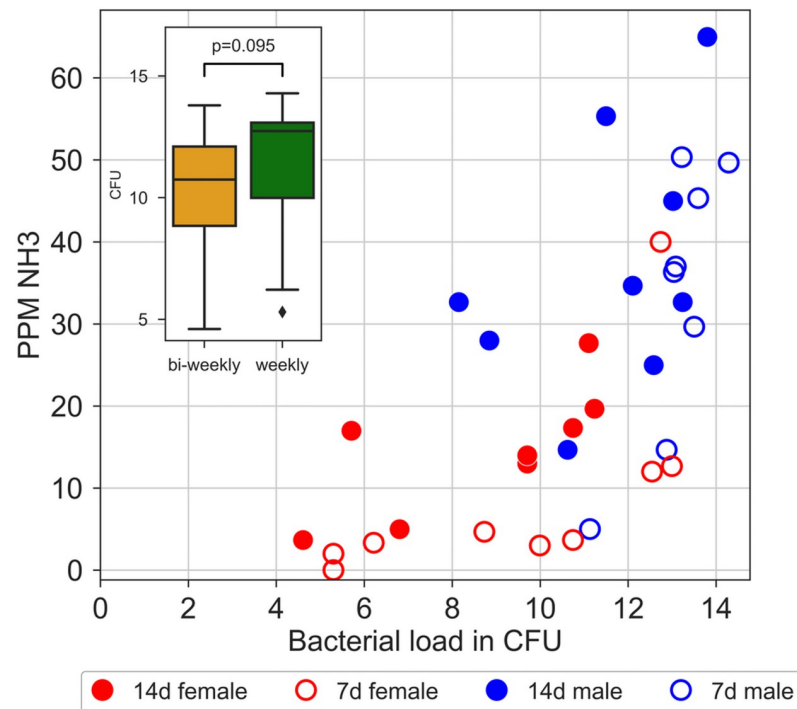 p=0.095
15
10
5
CFU
bi-weekly weekly
60
50
40
30
20
10
0
PPM NH3
0 2 4 6 8 10 12 14
Bacterial load in CFU
14d female 7d female 14d male 7d male